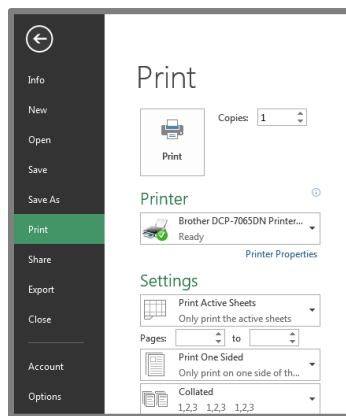 Info
New
Open
Save
Save As
Print
Share
Export
Close
Account
Options
Print
Copies: 1
Print
Printer
Brother DCP-7065DN Printer...
Ready
Printer Properties
Settings
Print Active Sheets
Only print the active sheets
Pages: to
Print One Sided
Only print on one side of th...
Collated
1,2,3 1,2,3 1,2,3